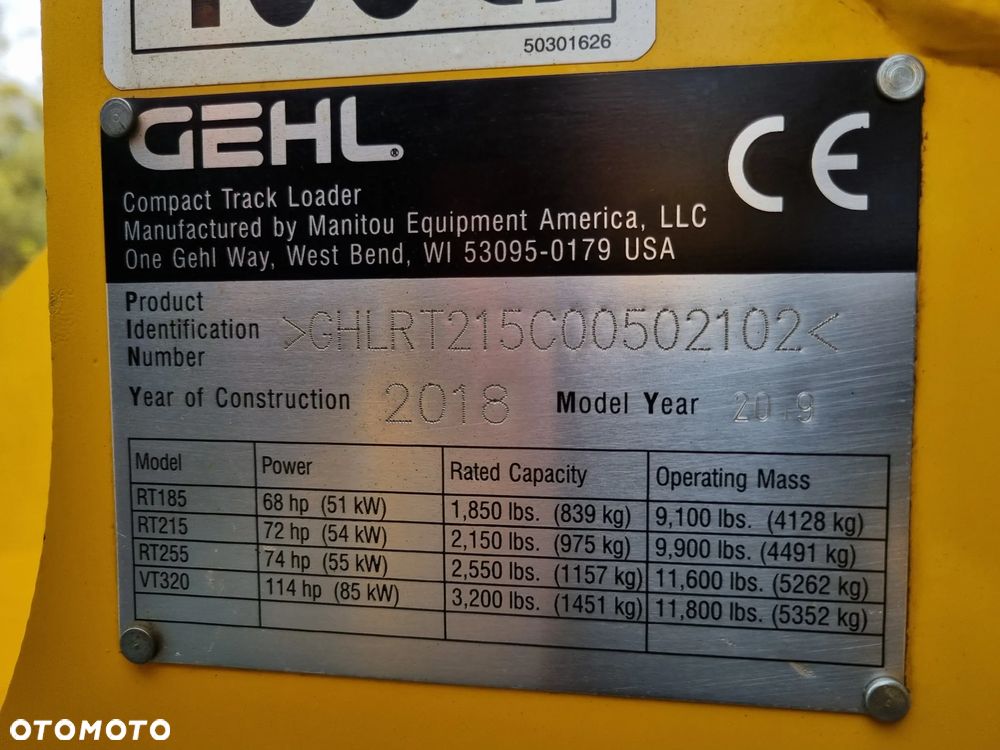 50301626
GEHL®
CE
Compact Track Loader
Manufactured by Manitou Equipment America, LLC
One Gehl Way, West Bend, WI 53095-0179 USA
Product
Identification >GHLRT215C00502102<
Number
Year of Construction 2018 Model Year 2019
Model Power Rated Capacity Operating Mass
RT185 68 hp (51 kW) 1,850 lbs. (839 kg) 9,100 lbs. (4128 kg)
RT215 72 hp (54 kW) 2,150 lbs. (975 kg) 9,900 lbs. (4491 kg)
RT255 74 hp (55 kW) 2,550 lbs. (1157 kg) 11,600 lbs. (5262 kg)
VT320 114 hp (85 kW) 3,200 lbs. (1451 kg) 11,800 lbs. (5352 kg)
OTOMOTO